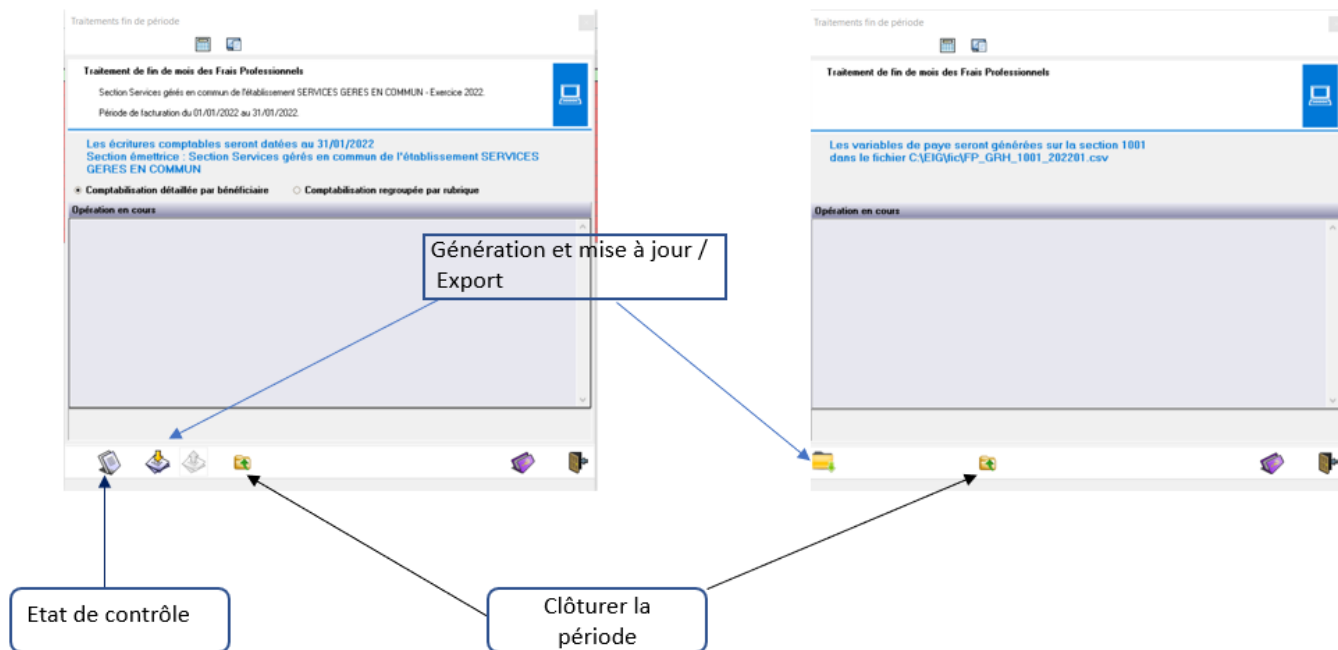 Traitements fin de période
Traitement de fin de mois des Frais Professionnels
Section Services gérés en commun de l'établissement SERVICES GERES EN COMMUN - Exercice 2022.
Période de facturation du 01/01/2022 au 31/01/2022.
Les écritures comptables seront datées au 31/01/2022
Section émettrice : Section Services gérés en commun de l'établissement SERVICES
GERES EN COMMUN
Comptabilisation détaillée par bénéficiaire
Comptabilisation regroupée par rubrique
Opération en cours
Traitements fin de période
Traitement de fin de mois des Frais Professionnels
Les variables de paye seront générées sur la section 1001
dans le fichier C:\EIG\fic\FP_GRH_1001_202201.csv
Opération en cours
Génération et mise à jour /
Export
Etat de contrôle
Clôturer la
période